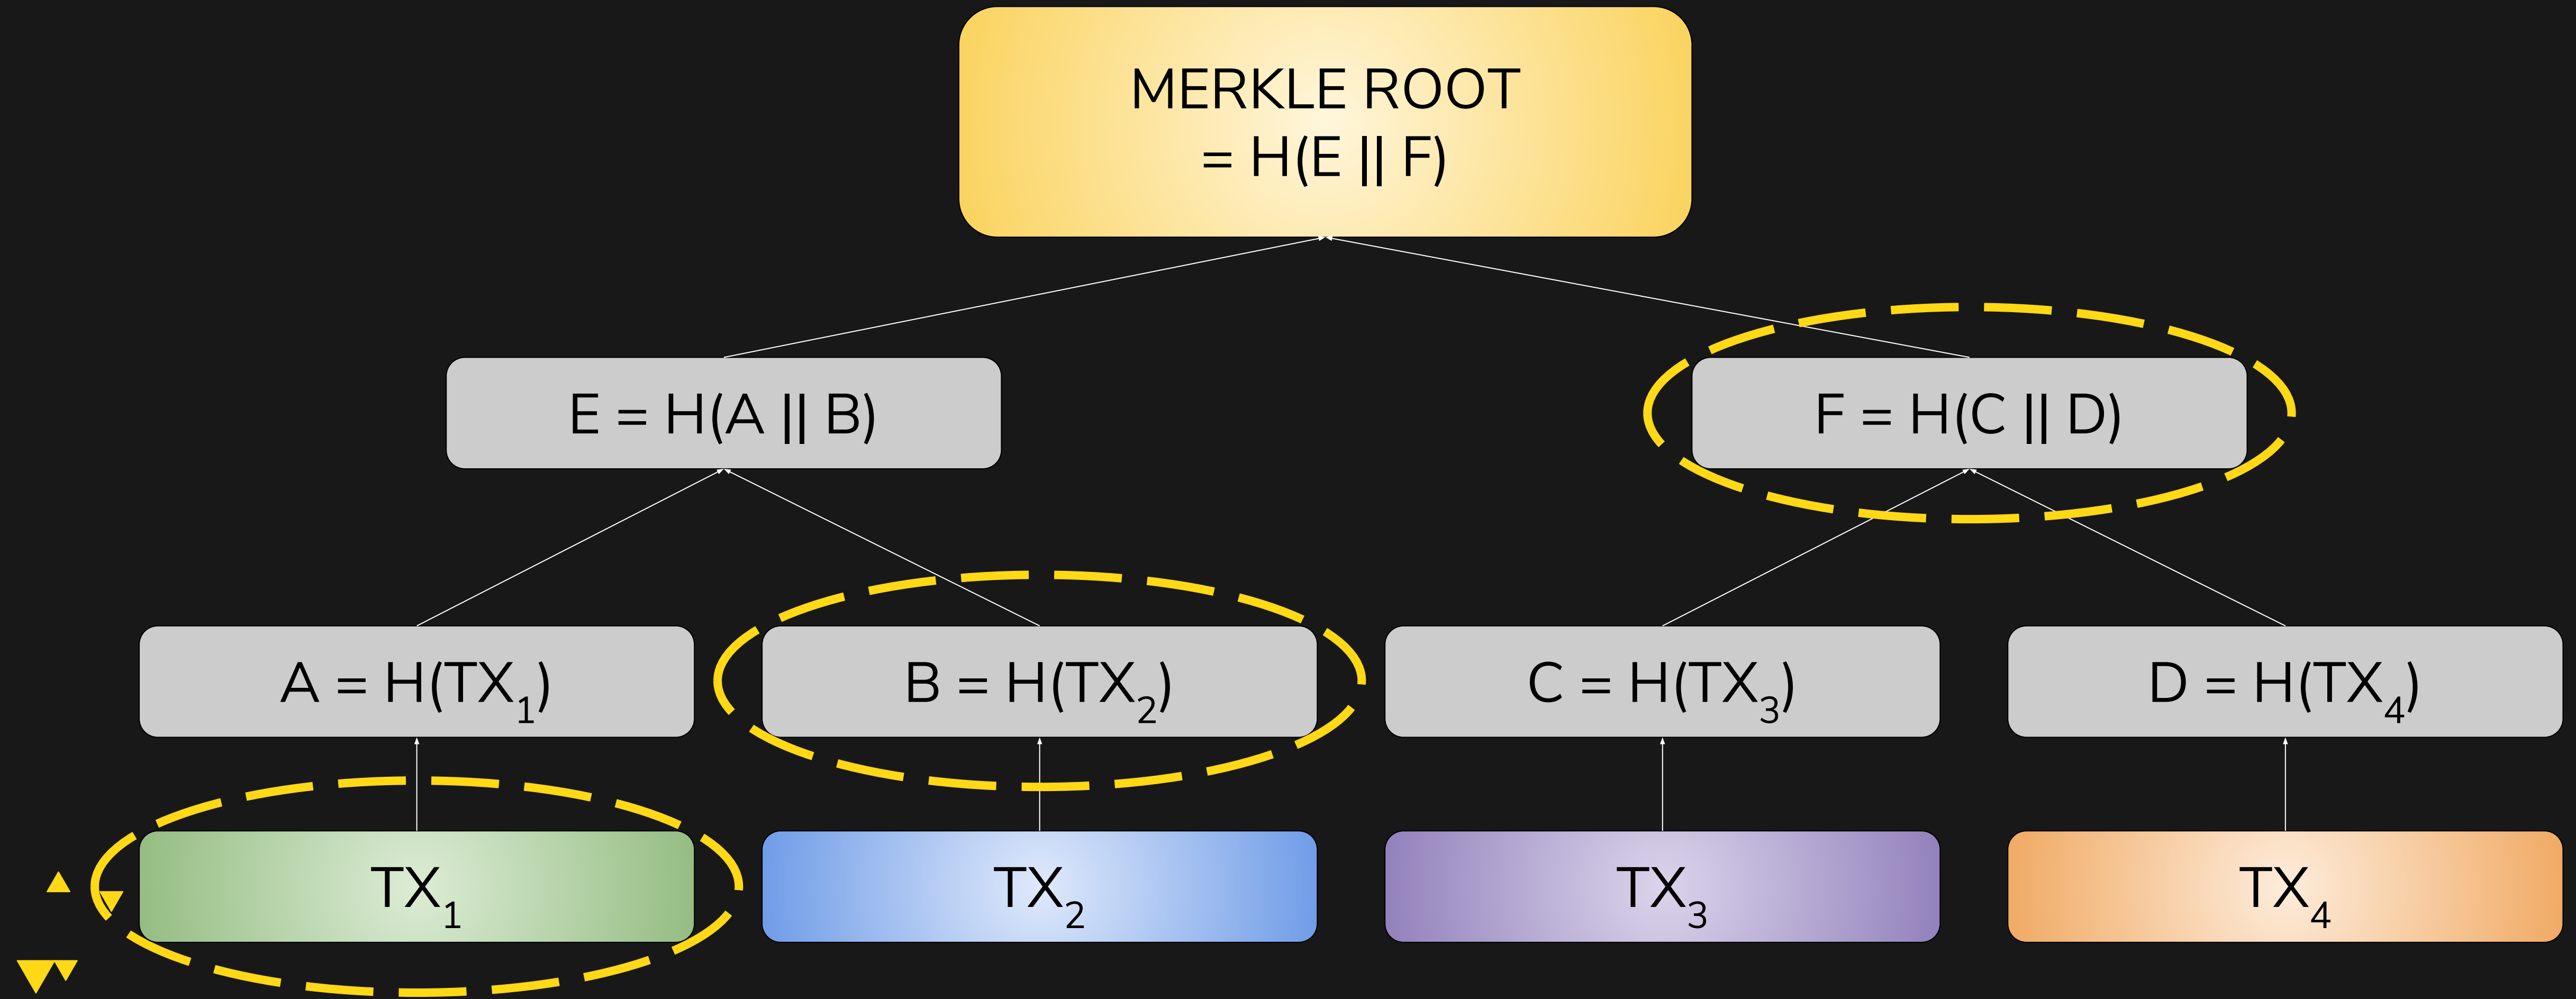 MERKLE ROOT
= H(E || F)
E = H(A || B)
F = H(C || D)
A = H(TX₁)
B = H(TX₂)
C = H(TX₃)
D = H(TX₄)
TX₁
TX₂
TX₃
TX₄